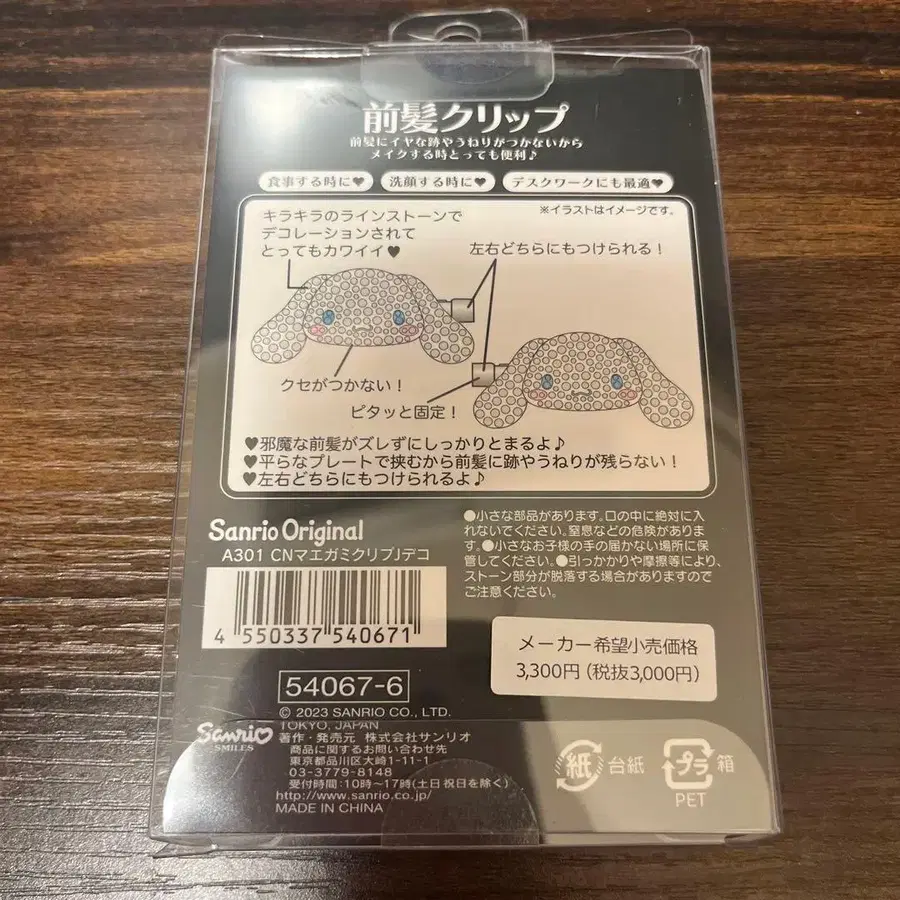 前髪クリップ
前髪にイヤな跡やうねりがつかないから
メイクする時とっても便利♪
食事する時に♥ 洗顔する時に♥ デスクワークにも最適♥
※イラストはイメージです。
キラキラのラインストーンで
デコレーションされて
とってもカワイイ♥
左右どちらにもつけられる！
クセがつかない！
ピタッと固定！
♥邪魔な前髪がズレずにしっかりとまるよ♪
♥平らなプレートで挟むから前髪に跡やうねりが残らない！
♥左右どちらにもつけられるよ♪
Sanrio Original
A301 CNマエガミクリプJデコ
4 550337 540671
●小さな部品があります。口の中に絶対に入
れないでください。窒息などの危険がありま
す。●小さなお子様の手の届かない場所に保
管してください。●引っかかりや摩擦等により、
ストーン部分が脱落する場合がありますので
ご注意ください。
メーカー希望小売価格
3,300円（税抜3,000円）
54067-6
© 2023 SANRIO CO., LTD.
TOKYO, JAPAN
Sanrio
SMILES
著作・発売元 株式会社サンリオ
商品に関するお問い合わせ先
東京都品川区大崎1-11-1
03-3779-8148
受付時間：10時〜17時(土日祝日を除く)
http://www.sanrio.co.jp/
MADE IN CHINA
紙 台紙
プラ 箱
PET